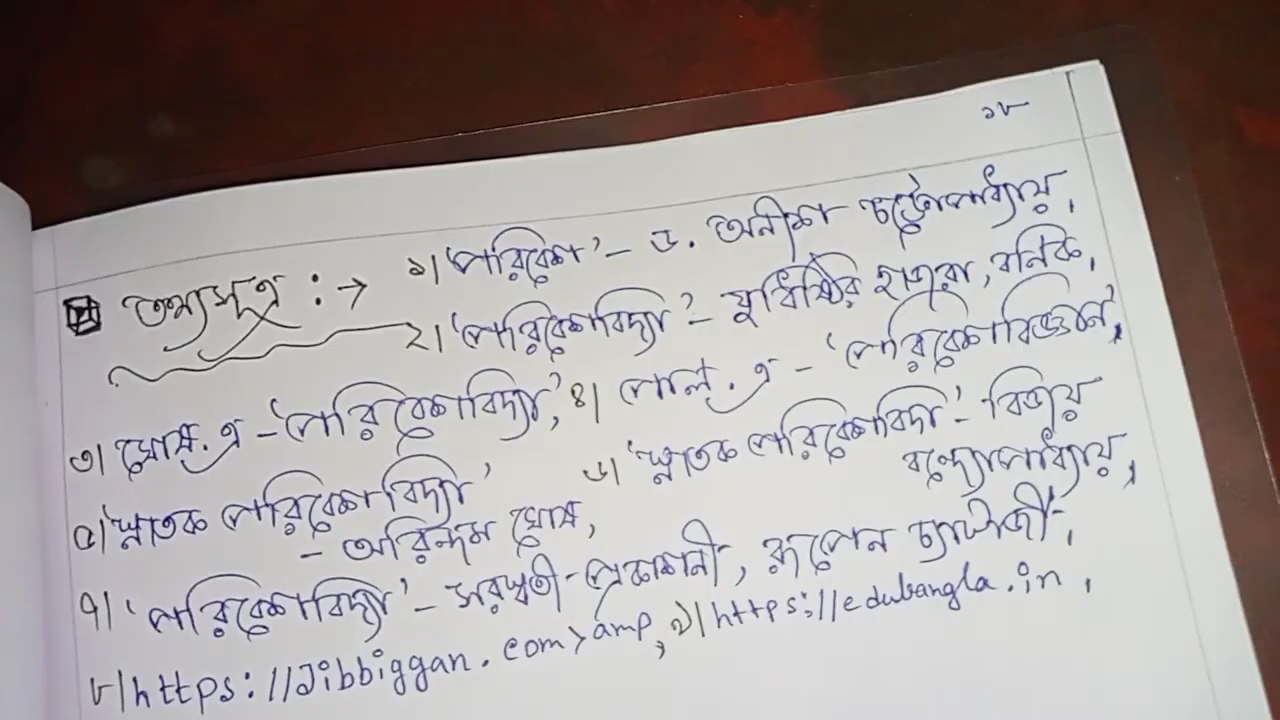 ১৮
তথ্যসূত্র :→ ১। 'পরিবেশ' – ড. অনীশ চট্টোপাধ্যায়,
২। 'পরিবেশবিদ্যা' – যুধিষ্ঠির হাজরা, বনিক,
৩। ঘোষ. এ – 'পরিবেশবিদ্যা', ৪। পাল. এ – 'পরিবেশবিজ্ঞান',
৫। 'স্নাতক পরিবেশবিদ্যা' – অরিন্দম ঘোষ,
৬। 'স্নাতক পরিবেশবিদ্যা' – বিজয় বন্দ্যোপাধ্যায়,
৭। 'পরিবেশবিদ্যা' – সরস্বতী-প্রকাশনী, রূপেন চ্যাটার্জী,
৮। https://Jibbiggan.com>amp, ৯। https://edubangla.in,